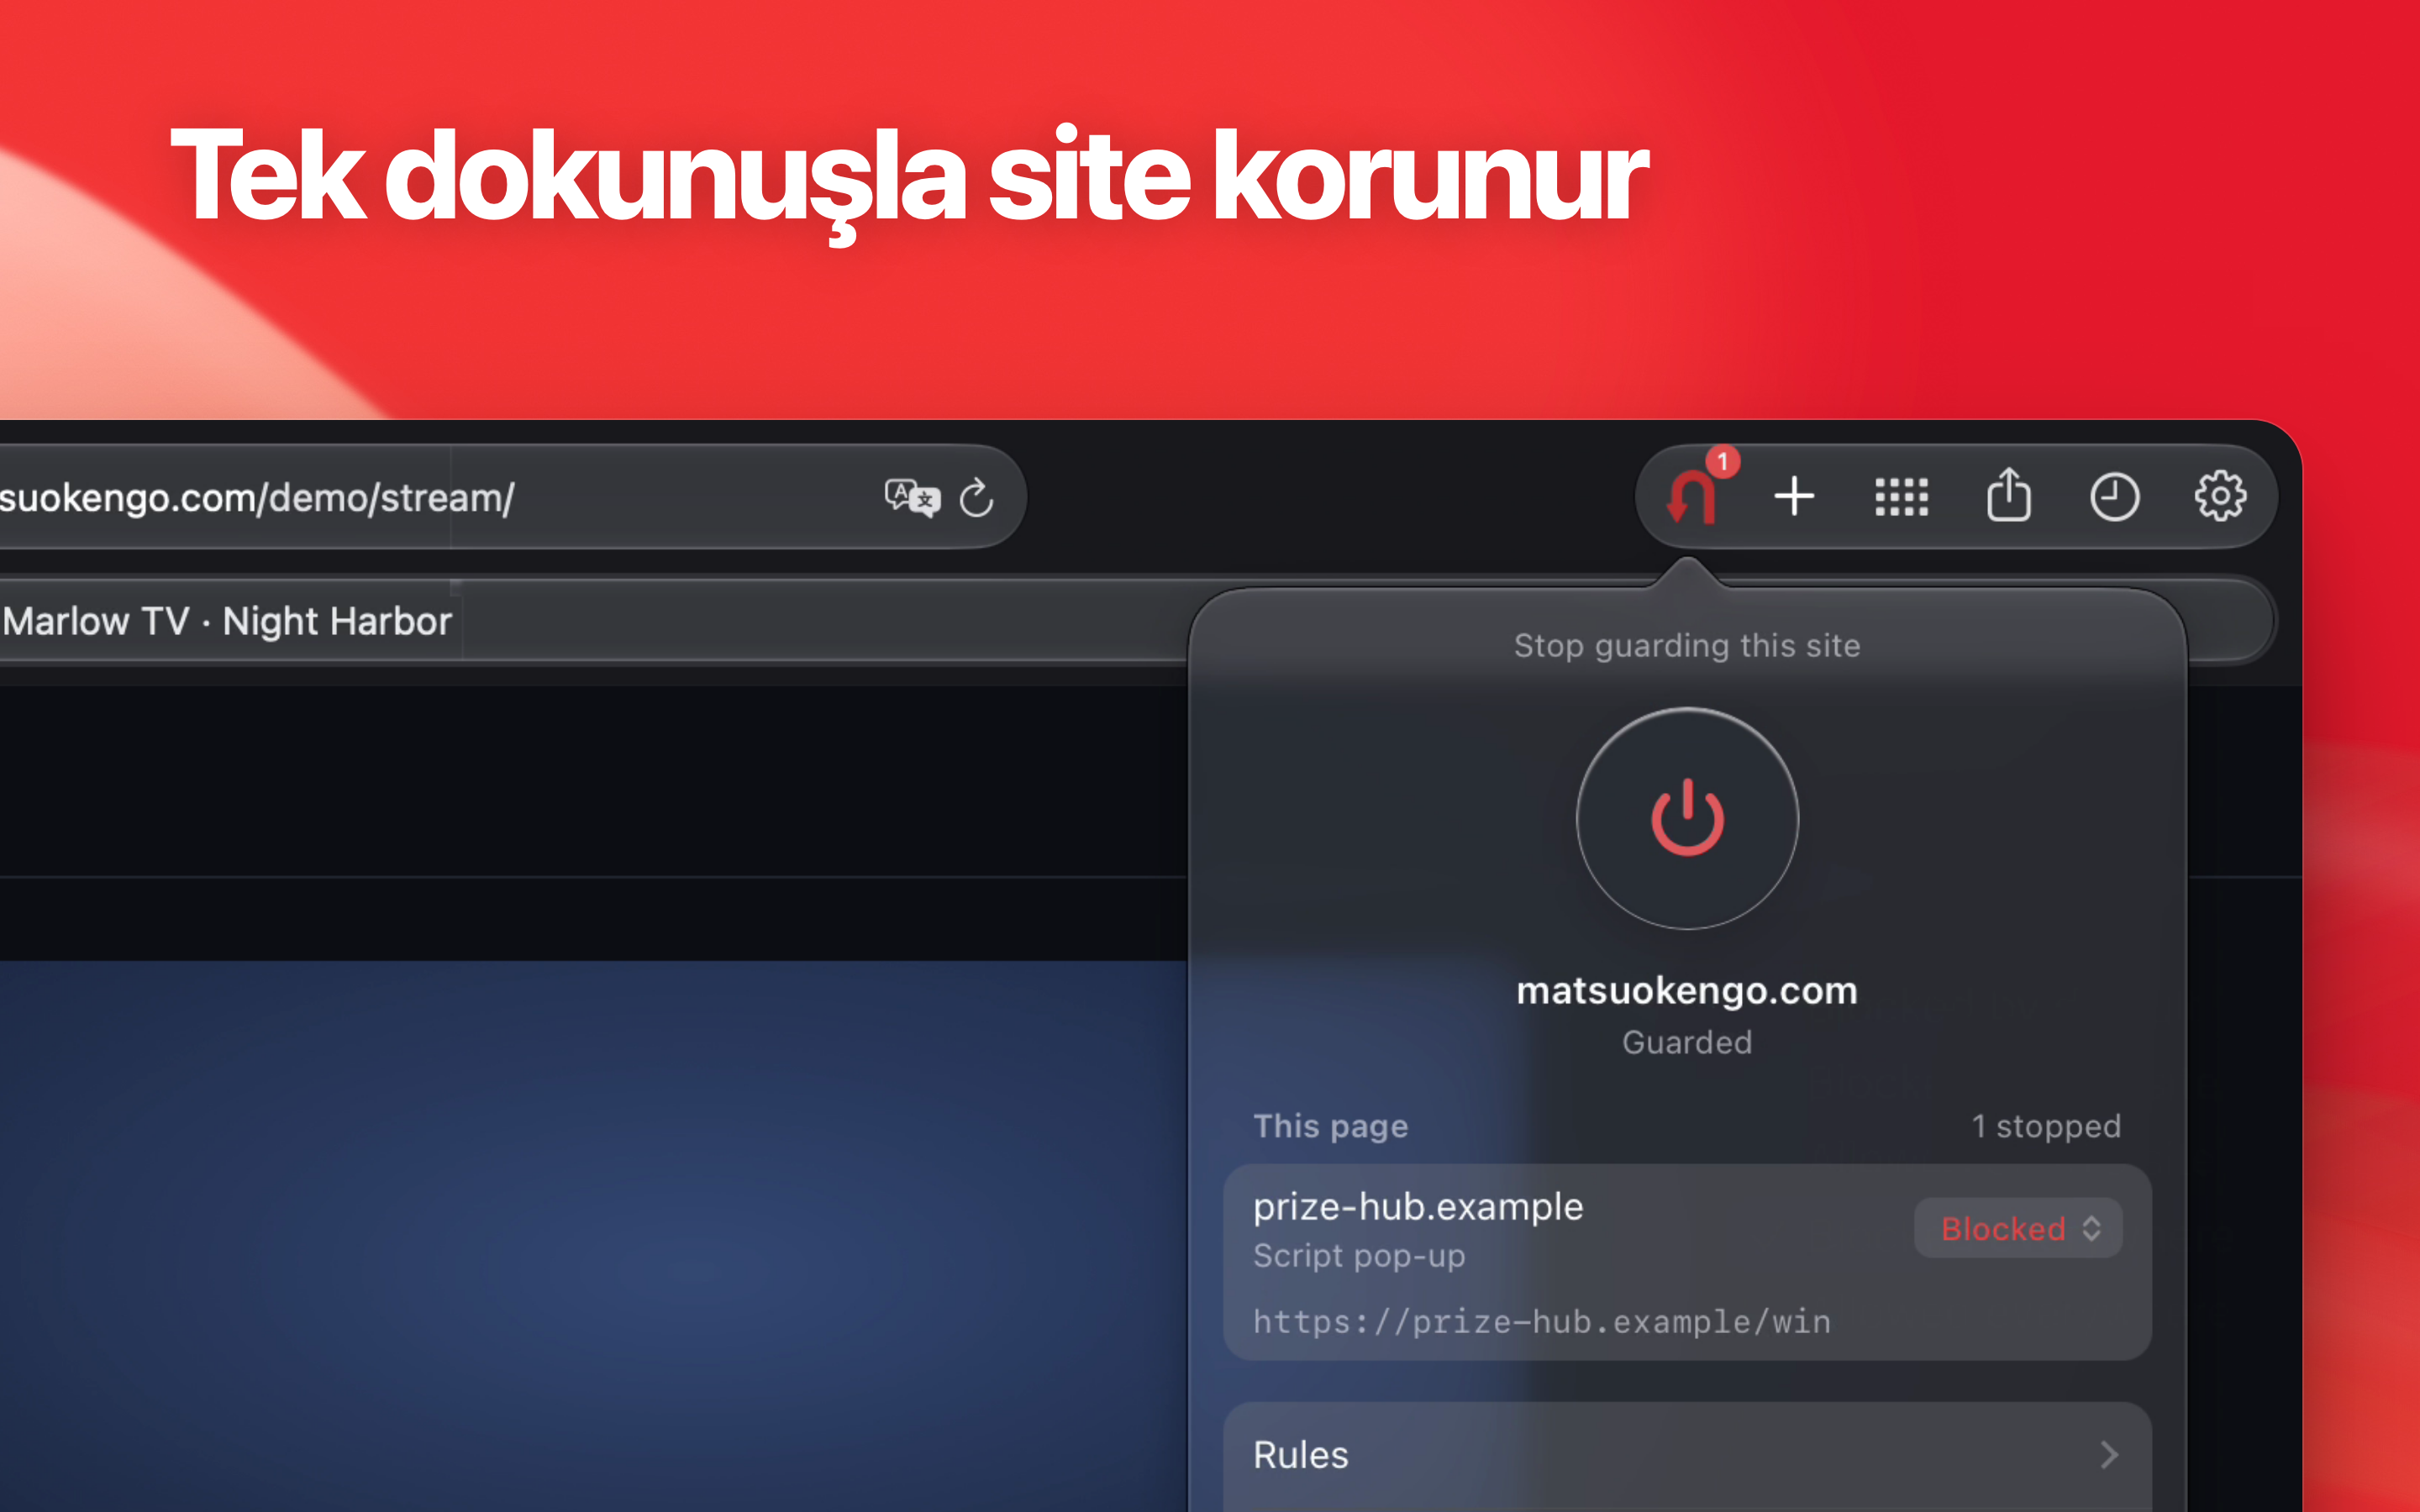 Tek dokunuşla site korunur
suokengo.com/demo/stream/
1
Marlow TV · Night Harbor
Stop guarding this site
matsuokengo.com
Guarded
This page
1 stopped
prize-hub.example
Blocked
Script pop-up
https://prize-hub.example/win
Rules